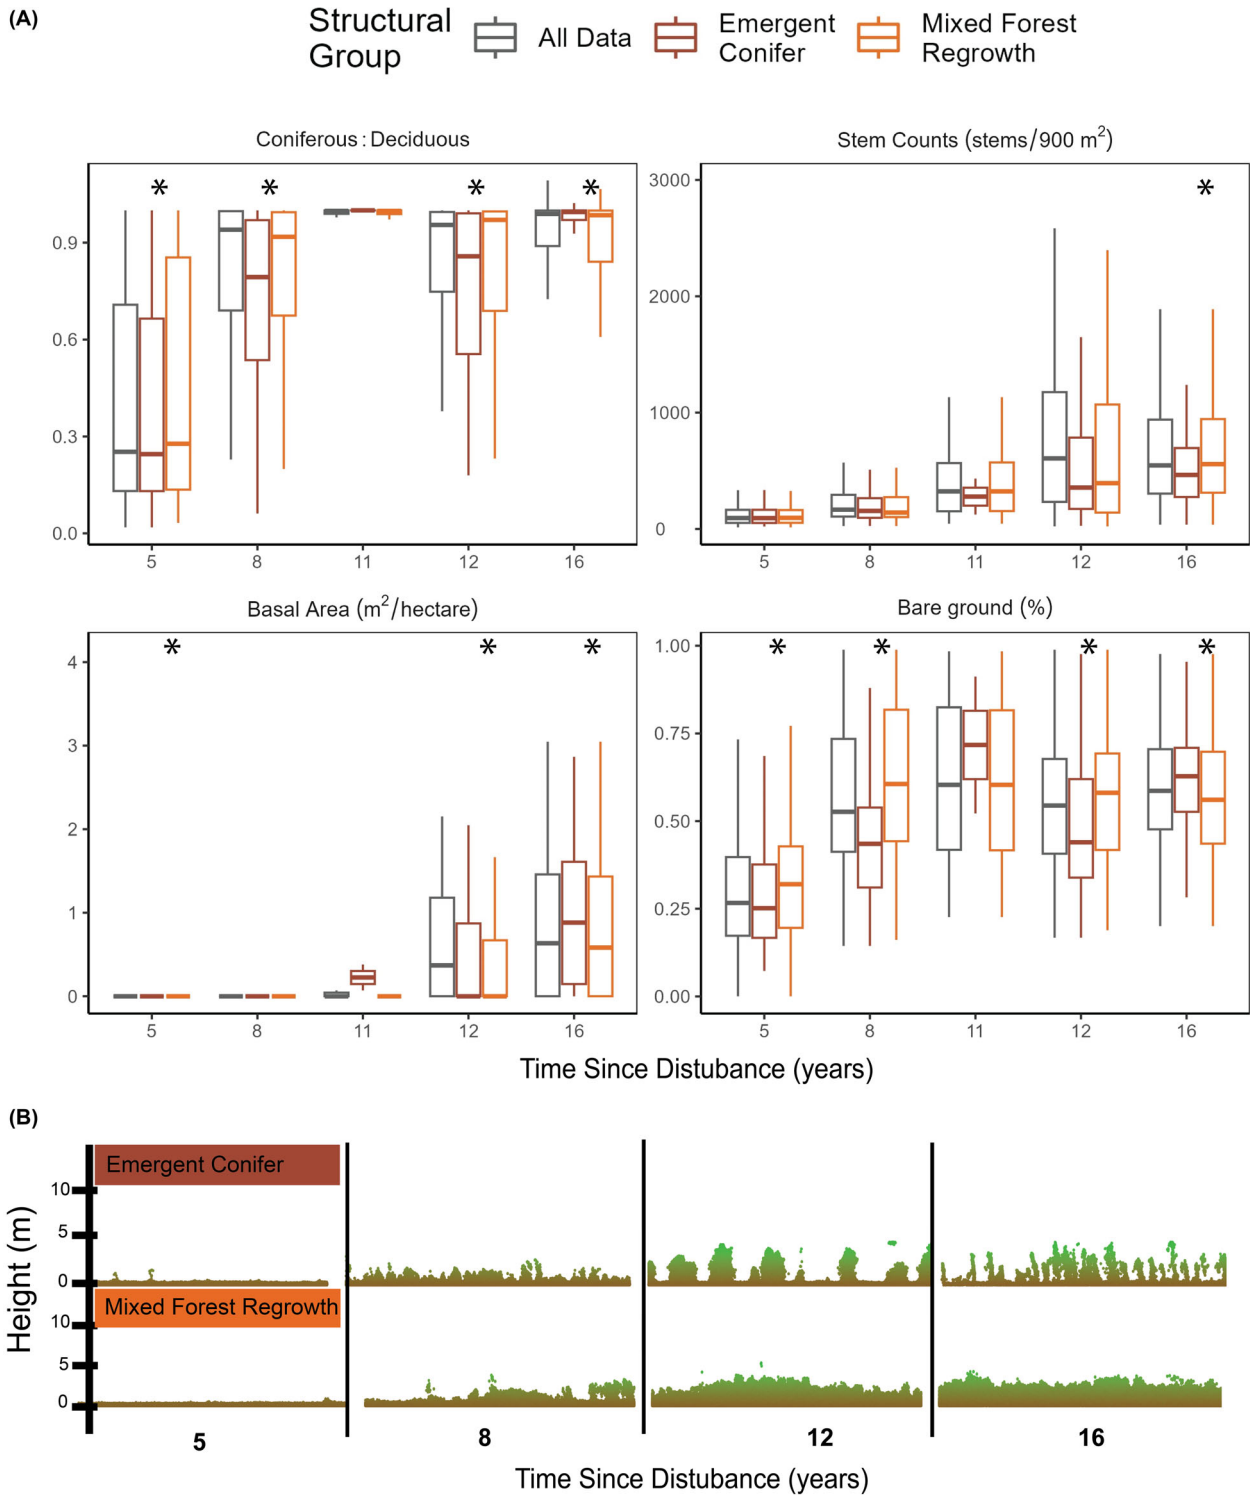 (A)
Structural
Group
All Data
Emergent
Conifer
Mixed Forest
Regrowth
Coniferous : Deciduous
Stem Counts (stems/900 m²)
* * * *
*
0.9
0.6
0.3
0.0
3000
2000
1000
0
5 8 11 12 16
5 8 11 12 16
Basal Area (m²/hectare)
Bare ground (%)
* * *
* * * *
4
3
2
1
0
1.00
0.75
0.50
0.25
0.00
5 8 11 12 16
5 8 11 12 16
Time Since Distubance (years)
(B)
Height (m)
Emergent Conifer
10
5
0
Mixed Forest Regrowth
10
5
0
5 8 12 16
Time Since Distubance (years)